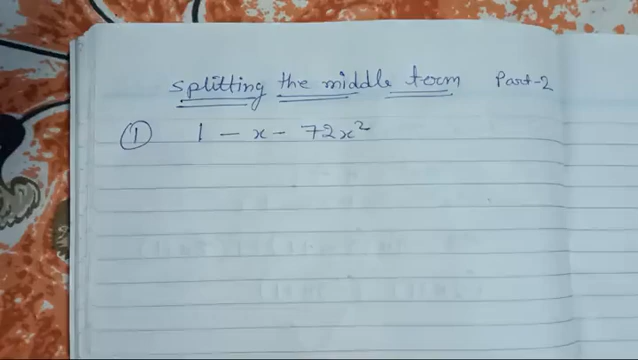 splitting the middle term Part-2
① 1 - x - 72x²